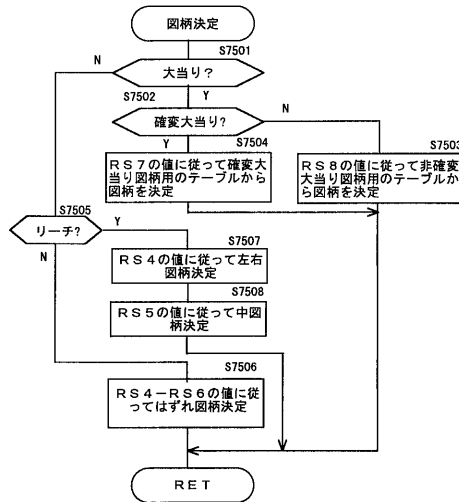 図柄決定
S7501
N
大当り？
S7502
Y
N
確変大当り?
S7504
S7503
Y
ＲＳ７の値に従って確変大
当り図柄用のテーブルから
図柄を決定
ＲＳ８の値に従って非確変
大当り図柄用のテーブルか
ら図柄を決定
S7505
Y
リーチ?
N
S7507
ＲＳ４の値に従って左右
図柄決定
S7508
ＲＳ５の値に従って中図
柄決定
S7506
ＲＳ４－ＲＳ６の値に従
ってはずれ図柄決定
ＲＥＴ